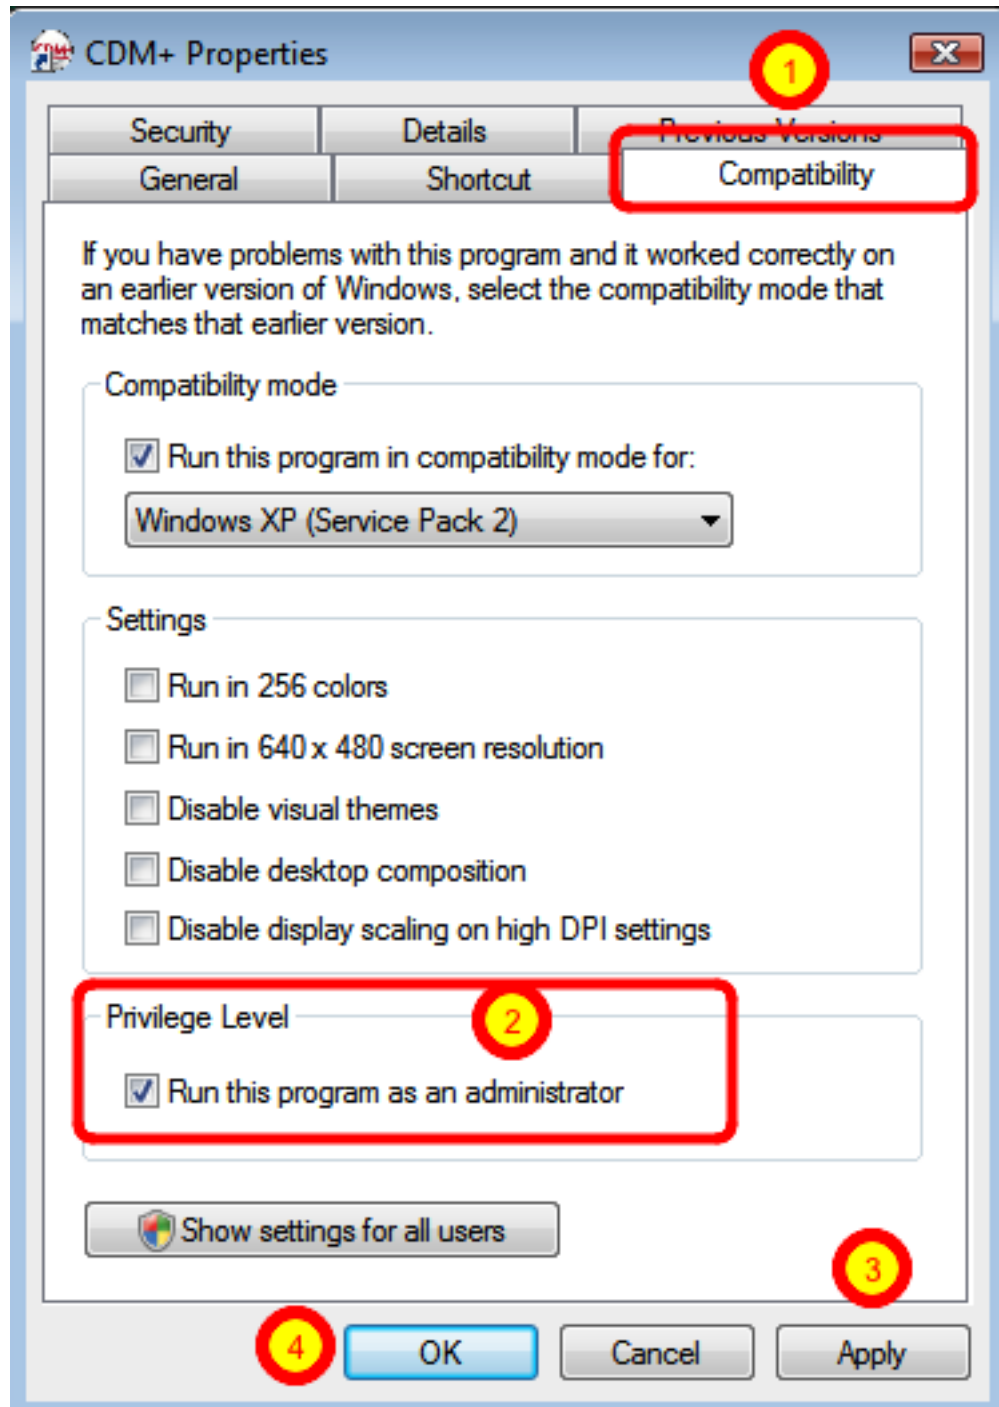 CDM+ Properties
1
Security
Details
Previous Versions
General
Shortcut
Compatibility
If you have problems with this program and it worked correctly on
an earlier version of Windows, select the compatibility mode that
matches that earlier version.
Compatibility mode
Run this program in compatibility mode for:
Windows XP (Service Pack 2)
Settings
Run in 256 colors
Run in 640 x 480 screen resolution
Disable visual themes
Disable desktop composition
Disable display scaling on high DPI settings
Privilege Level
2
Run this program as an administrator
Show settings for all users
3
4
OK
Cancel
Apply